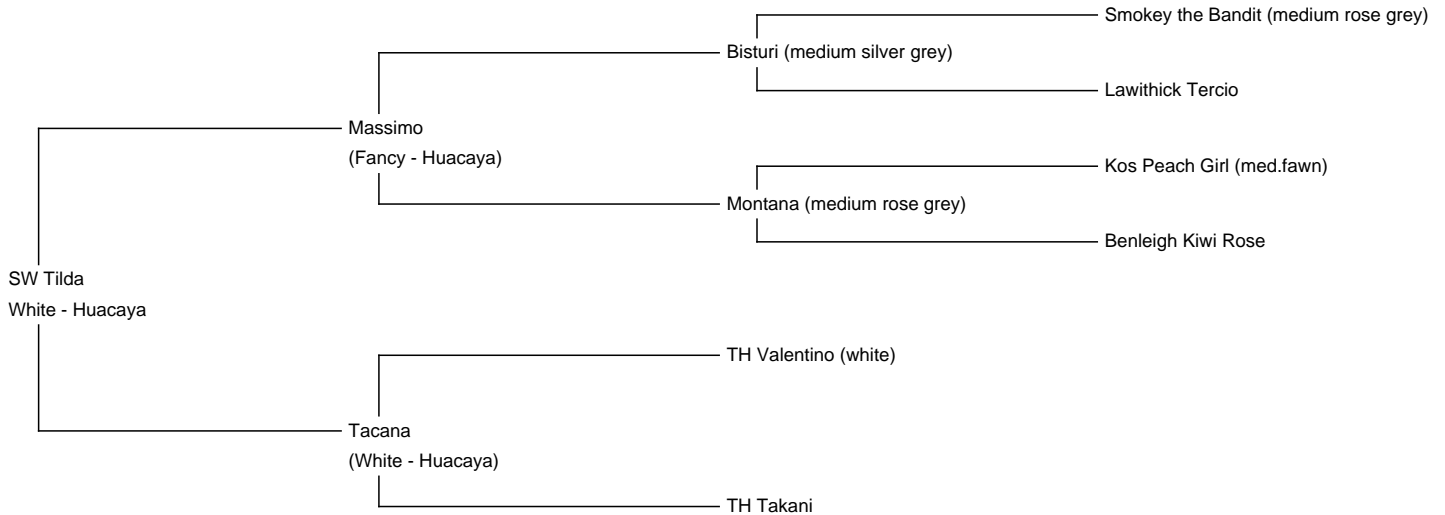 Smokey the Bandit (medium rose grey)
Bisturi (medium silver grey)
Lawithick Tercio
Massimo
(Fancy - Huacaya)
Kos Peach Girl (med.fawn)
Montana (medium rose grey)
Benleigh Kiwi Rose
SW Tilda
White - Huacaya
TH Valentino (white)
Tacana
(White - Huacaya)
TH Takani